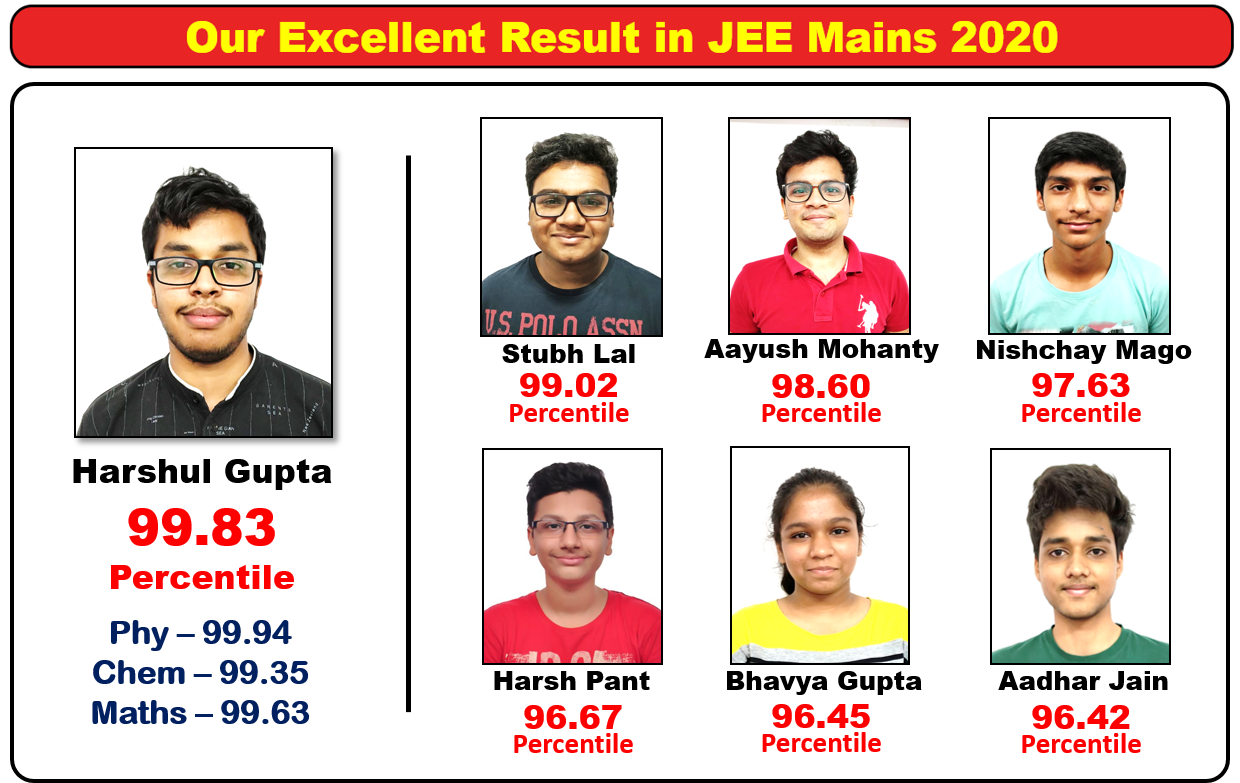 Our Excellent Result in JEE Mains 2020
Harshul Gupta
99.83
Percentile
Phy – 99.94
Chem – 99.35
Maths – 99.63
U.S. POLO ASSN
Stubh Lal
99.02
Percentile
Aayush Mohanty
98.60
Percentile
Nishchay Mago
97.63
Percentile
Harsh Pant
96.67
Percentile
Bhavya Gupta
96.45
Percentile
Aadhar Jain
96.42
Percentile